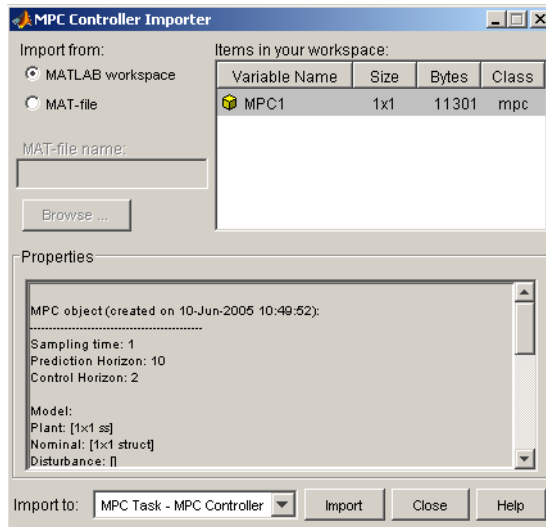 MPC Controller Importer
Import from:
MATLAB workspace
MAT-file
MAT-file name:
Browse ...
Items in your workspace:
Variable Name Size Bytes Class
MPC1 1x1 11301 mpc
Properties
MPC object (created on 10-Jun-2005 10:49:52):
---------------------------------------------
Sampling time: 1
Prediction Horizon: 10
Control Horizon: 2
Model:
Plant: [1x1 ss]
Nominal: [1x1 struct]
Disturbance: []
Import to: MPC Task - MPC Controller Import Close Help